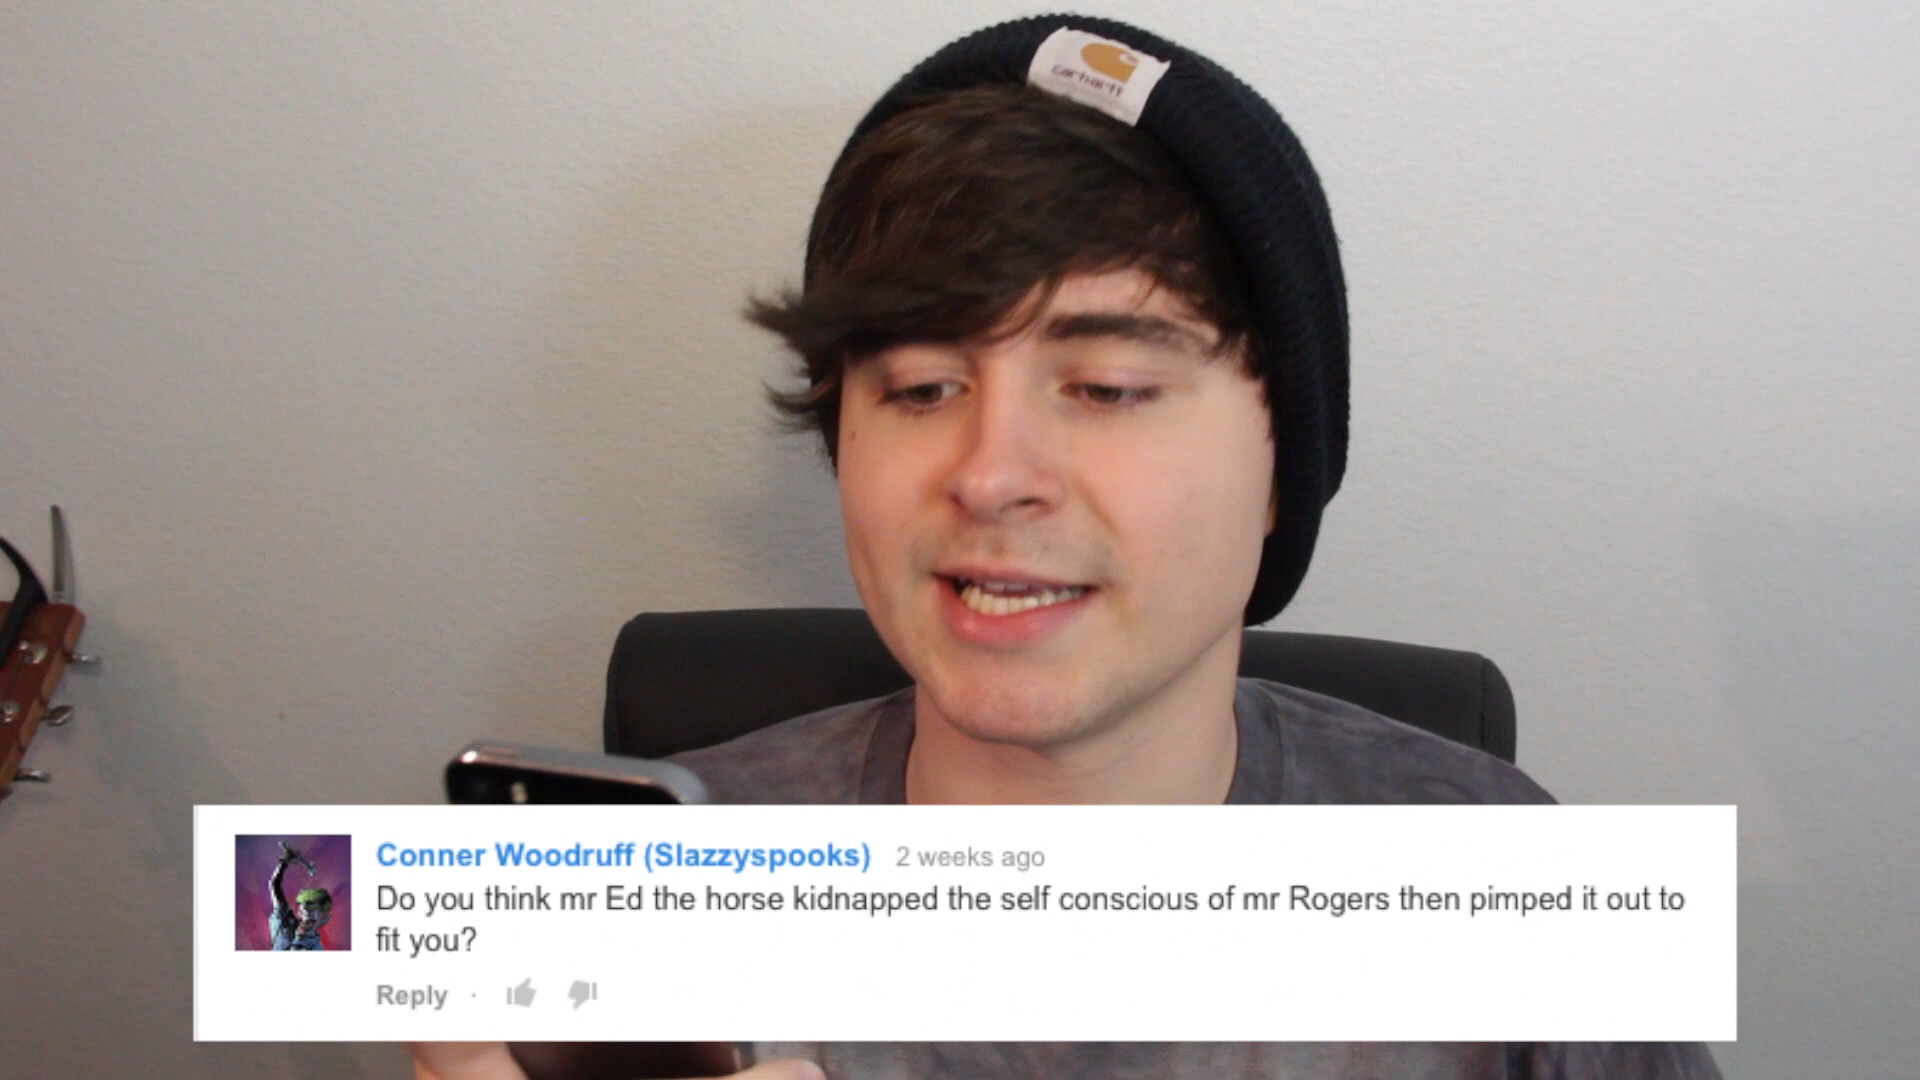 carhartt
Conner Woodruff (Slazzyspooks) 2 weeks ago
Do you think mr Ed the horse kidnapped the self conscious of mr Rogers then pimped it out to
fit you?
Reply ·